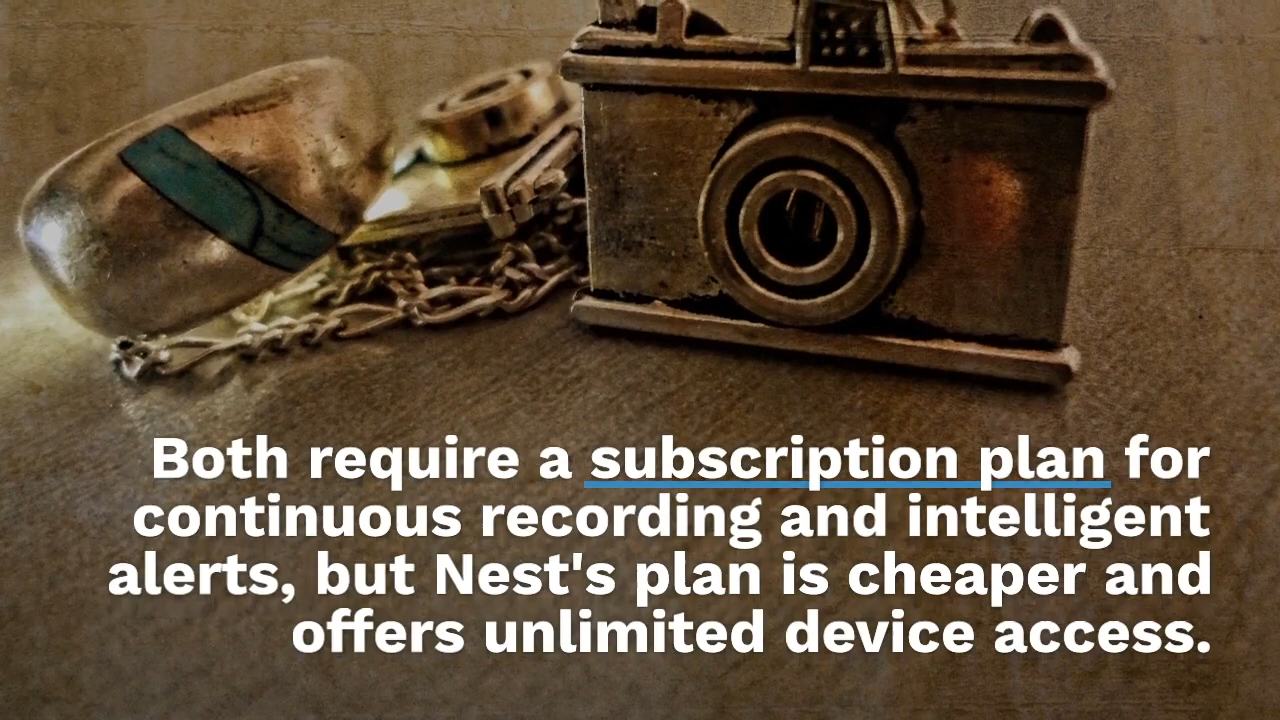 Both require a subscription plan for
continuous recording and intelligent
alerts, but Nest's plan is cheaper and
offers unlimited device access.